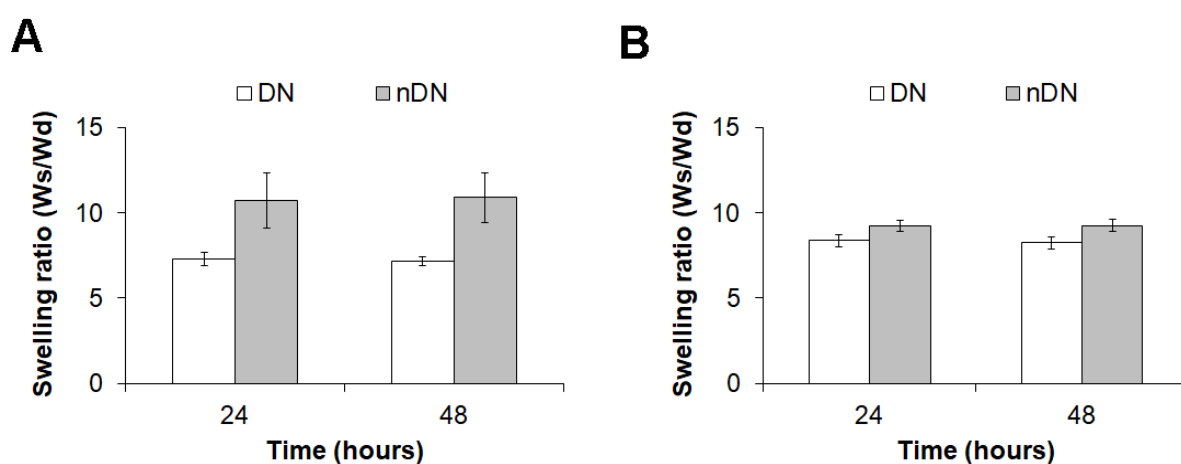 A
DN nDN
Swelling ratio (Ws/Wd)
15
10
5
0
24 48
Time (hours)
B
DN nDN
Swelling ratio (Ws/Wd)
15
10
5
0
24 48
Time (hours)